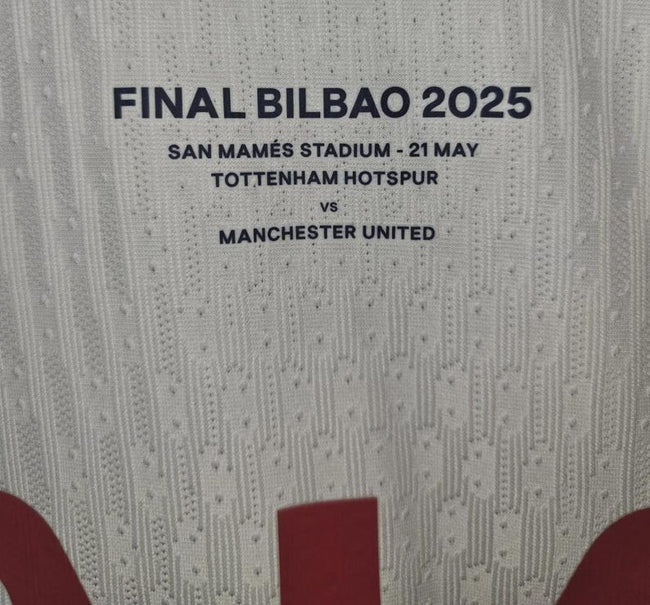 FINAL BILBAO 2025
SAN MAMÉS STADIUM - 21 MAY
TOTTENHAM HOTSPUR
VS
MANCHESTER UNITED